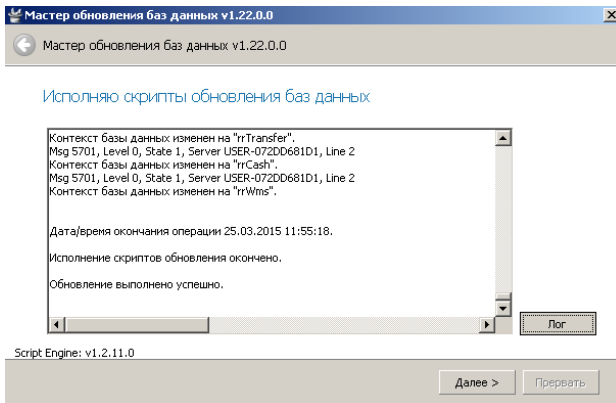 Мастер обновления баз данных v1.22.0.0
Мастер обновления баз данных v1.22.0.0
Исполняю скрипты обновления баз данных
Контекст базы данных изменен на "rrTransfer".
Msg 5701, Level 0, State 1, Server USER-072DD681D1, Line 2
Контекст базы данных изменен на "rrCash".
Msg 5701, Level 0, State 1, Server USER-072DD681D1, Line 2
Контекст базы данных изменен на "rrWms".
Дата/время окончания операции 25.03.2015 11:55:18.
Исполнение скриптов обновления окончено.
Обновление выполнено успешно.
Лог
Script Engine: v1.2.11.0
Далее >
Прервать